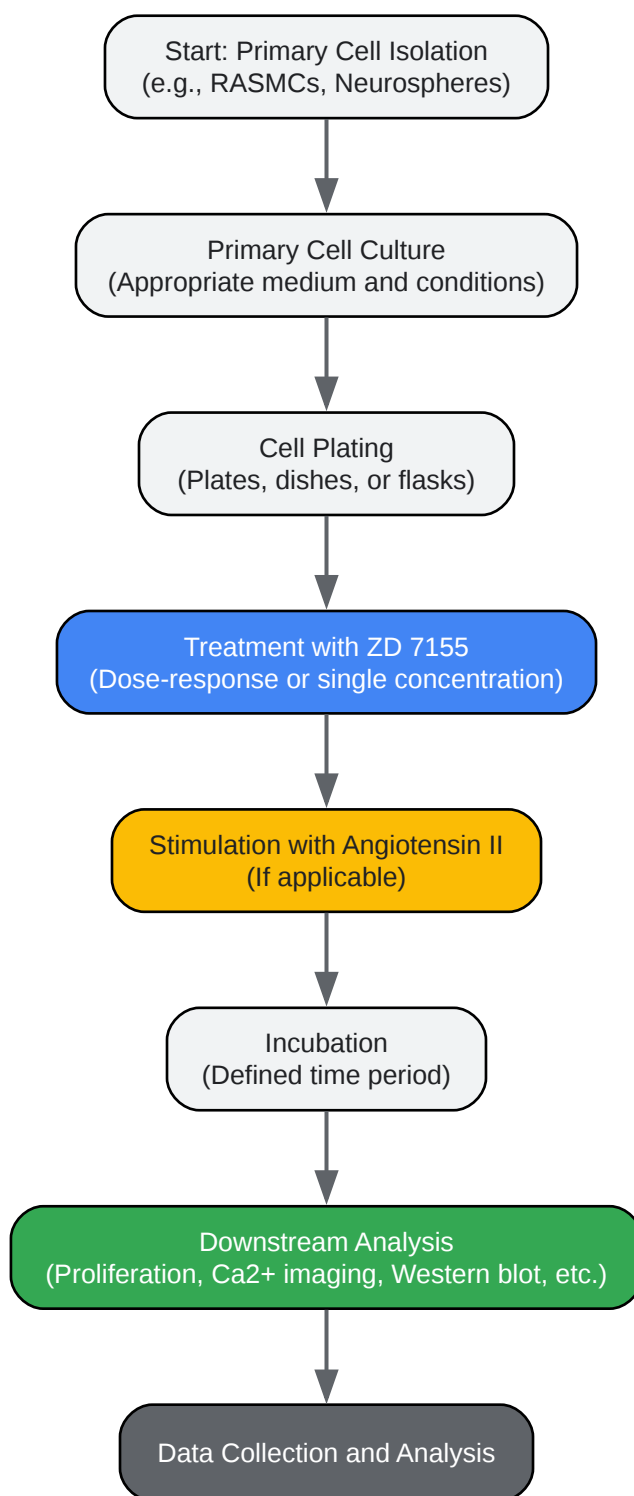 Start: Primary Cell Isolation
(e.g., RASMCs, Neurospheres)
Primary Cell Culture
(Appropriate medium and conditions)
Cell Plating
(Plates, dishes, or flasks)
Treatment with ZD 7155
(Dose-response or single concentration)
Stimulation with Angiotensin II
(If applicable)
Incubation
(Defined time period)
Downstream Analysis
(Proliferation, Ca2+ imaging, Western blot, etc.)
Data Collection and Analysis